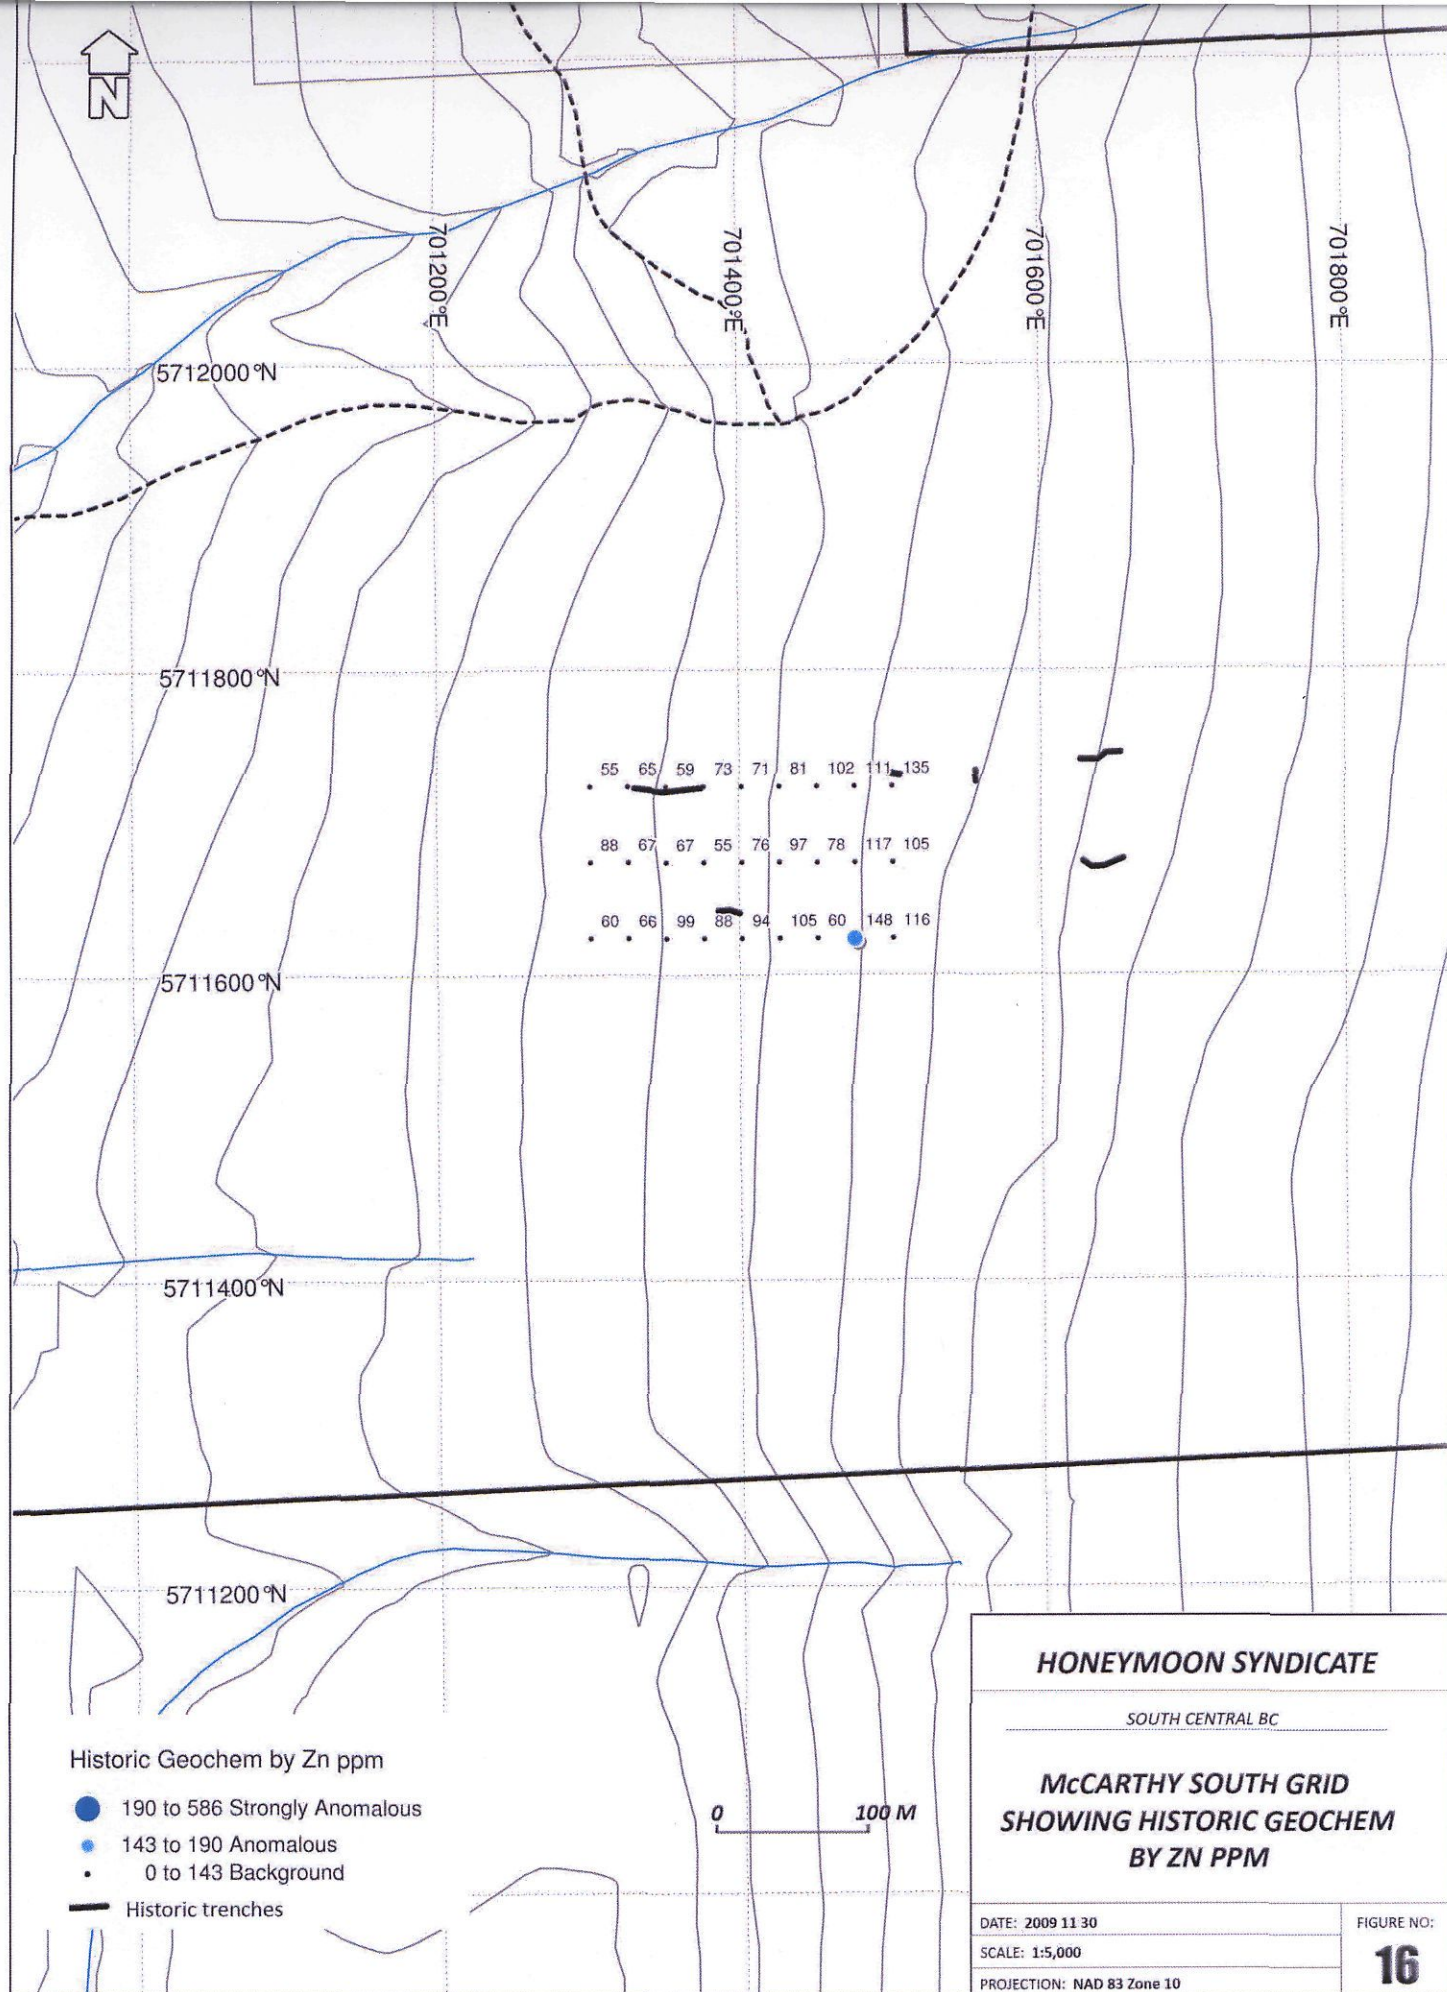 N
701200°E
701400°E
701600°E
701800°E
5712000°N
5711800°N
55 65 59 73 71 81 102 111 135
88 67 67 55 76 97 78 117 105
60 66 99 88 94 105 60 148 116
5711600°N
5711400°N
5711200°N
Historic Geochem by Zn ppm
190 to 586 Strongly Anomalous
143 to 190 Anomalous
0 to 143 Background
Historic trenches
0 100 M
HONEYMOON SYNDICATE
SOUTH CENTRAL BC
McCARTHY SOUTH GRID
SHOWING HISTORIC GEOCHEM
BY ZN PPM
DATE: 2009 11 30
SCALE: 1:5,000
PROJECTION: NAD 83 Zone 10
FIGURE NO:
16